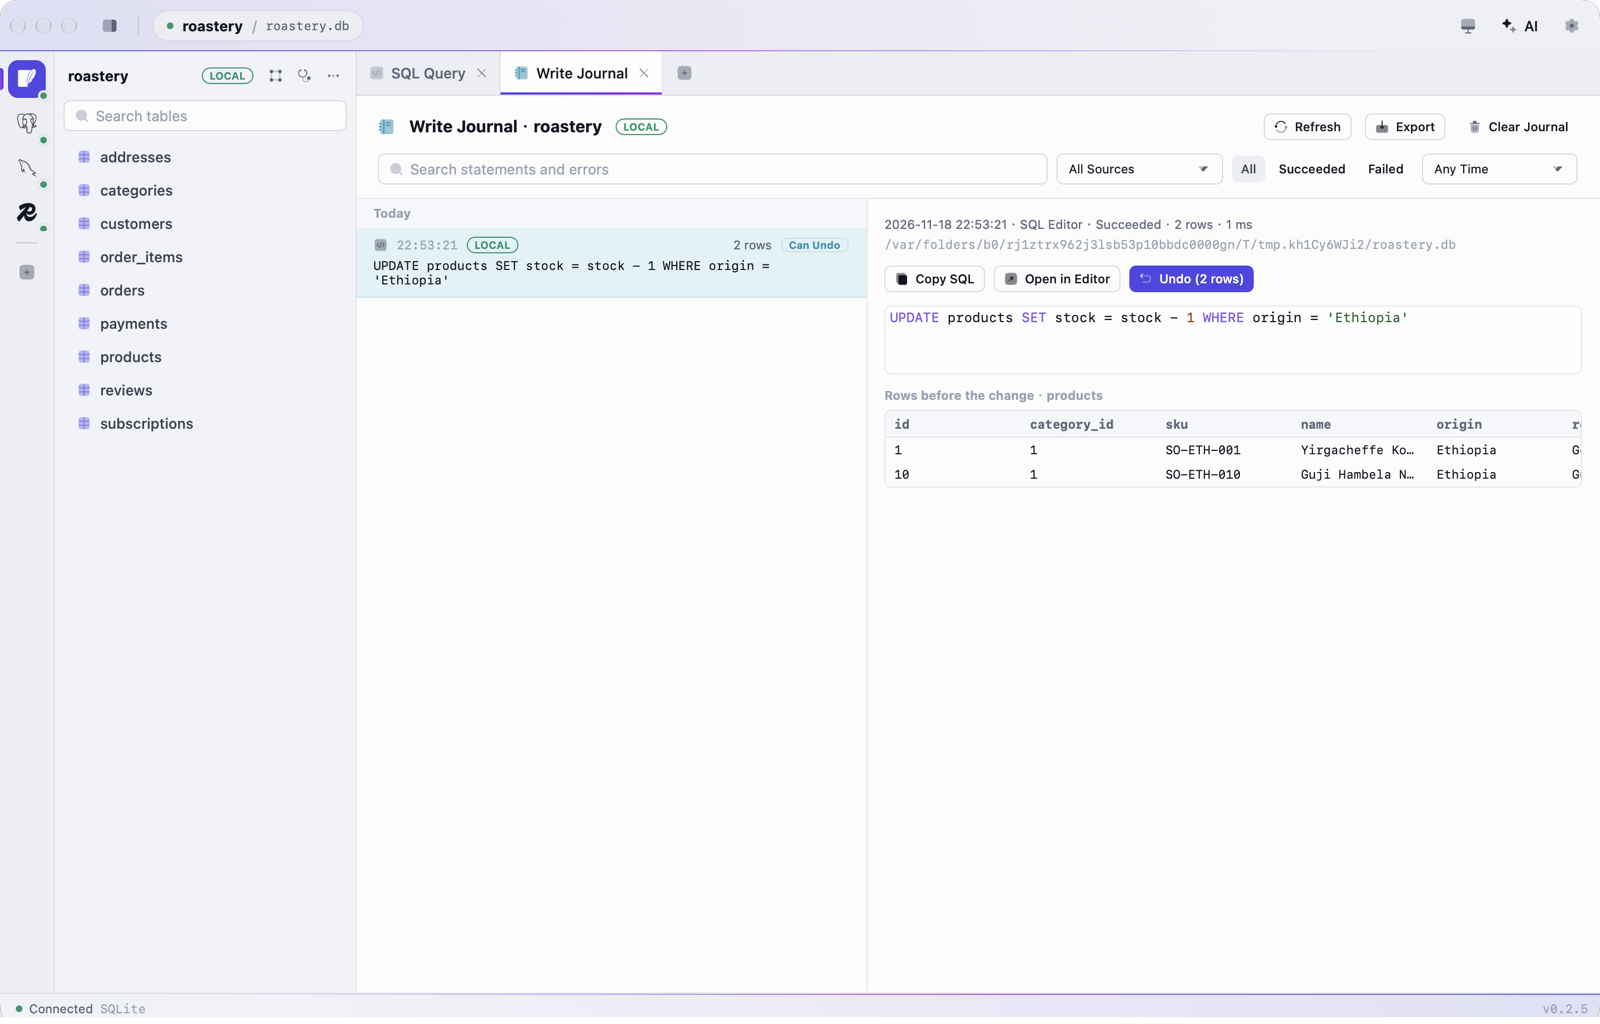 roastery / roastery.db
AI
roastery LOCAL
Search tables
addresses
categories
customers
order_items
orders
payments
products
reviews
subscriptions
SQL Query
Write Journal
Write Journal · roastery LOCAL
Refresh
Export
Clear Journal
Search statements and errors
All Sources
All
Succeeded
Failed
Any Time
Today
22:53:21 LOCAL 2 rows Can Undo
UPDATE products SET stock = stock - 1 WHERE origin =
'Ethiopia'
2026-11-18 22:53:21 · SQL Editor · Succeeded · 2 rows · 1 ms
/var/folders/b0/rj1ztrx962j3lsb53p10bbdc0000gn/T/tmp.kh1Cy6WJi2/roastery.db
Copy SQL
Open in Editor
Undo (2 rows)
UPDATE products SET stock = stock - 1 WHERE origin = 'Ethiopia'
Rows before the change · products
id category_id sku name origin
1 1 SO-ETH-001 Yirgacheffe Ko… Ethiopia
10 1 SO-ETH-010 Guji Hambela N… Ethiopia
Connected SQLite
v0.2.5